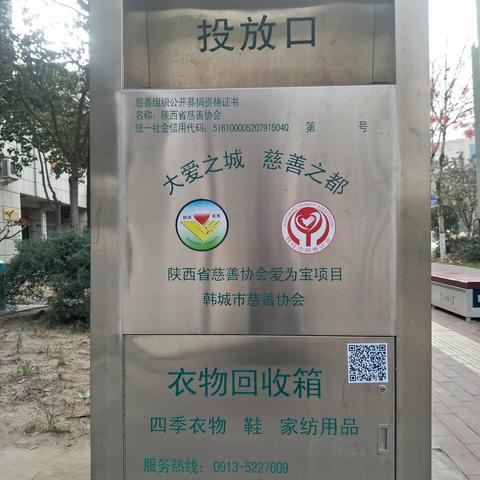 投放口
慈善组织公开募捐资格证书
名称：陕西省慈善协会
统一社会信用代码：51610000520791504Q 第 号
大爱之城 慈善之都
陕西 慈善
陕西省慈善协会爱为宝项目
韩城市慈善协会
衣物回收箱
四季衣物 鞋 家纺用品
服务热线：0913-5227609